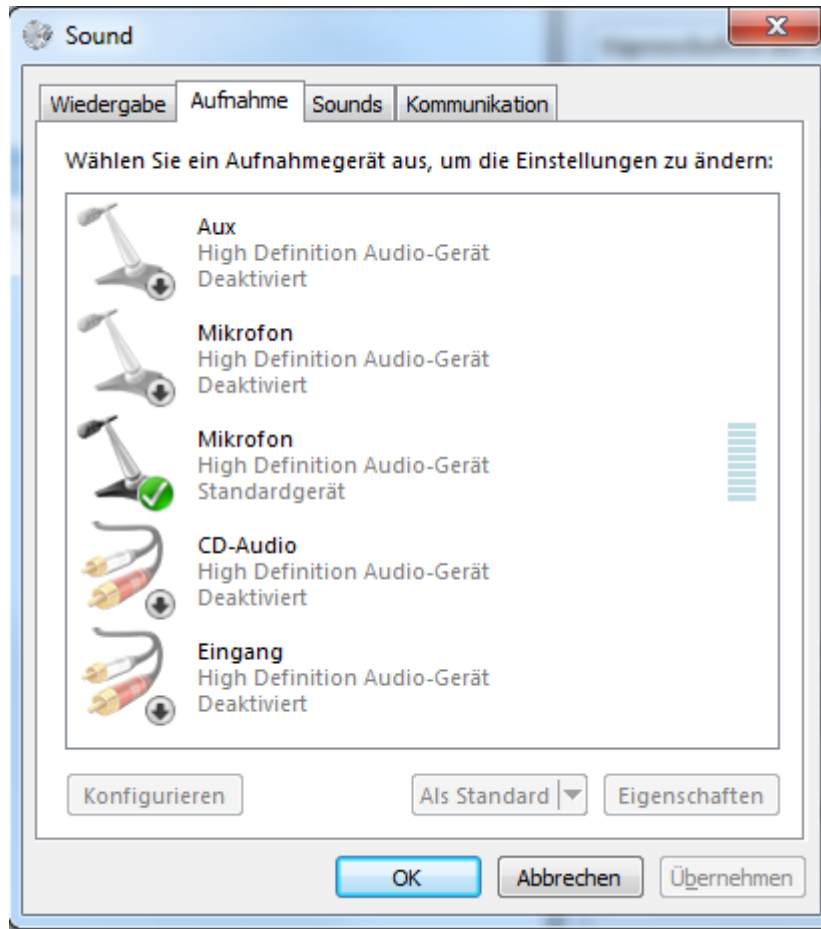 Sound
Wiedergabe
Aufnahme
Sounds
Kommunikation
Wählen Sie ein Aufnahmegerät aus, um die Einstellungen zu ändern:
Aux
High Definition Audio-Gerät
Deaktiviert
Mikrofon
High Definition Audio-Gerät
Deaktiviert
Mikrofon
High Definition Audio-Gerät
Standardgerät
CD-Audio
High Definition Audio-Gerät
Deaktiviert
Eingang
High Definition Audio-Gerät
Deaktiviert
Konfigurieren
Als Standard
Eigenschaften
OK
Abbrechen
Übernehmen